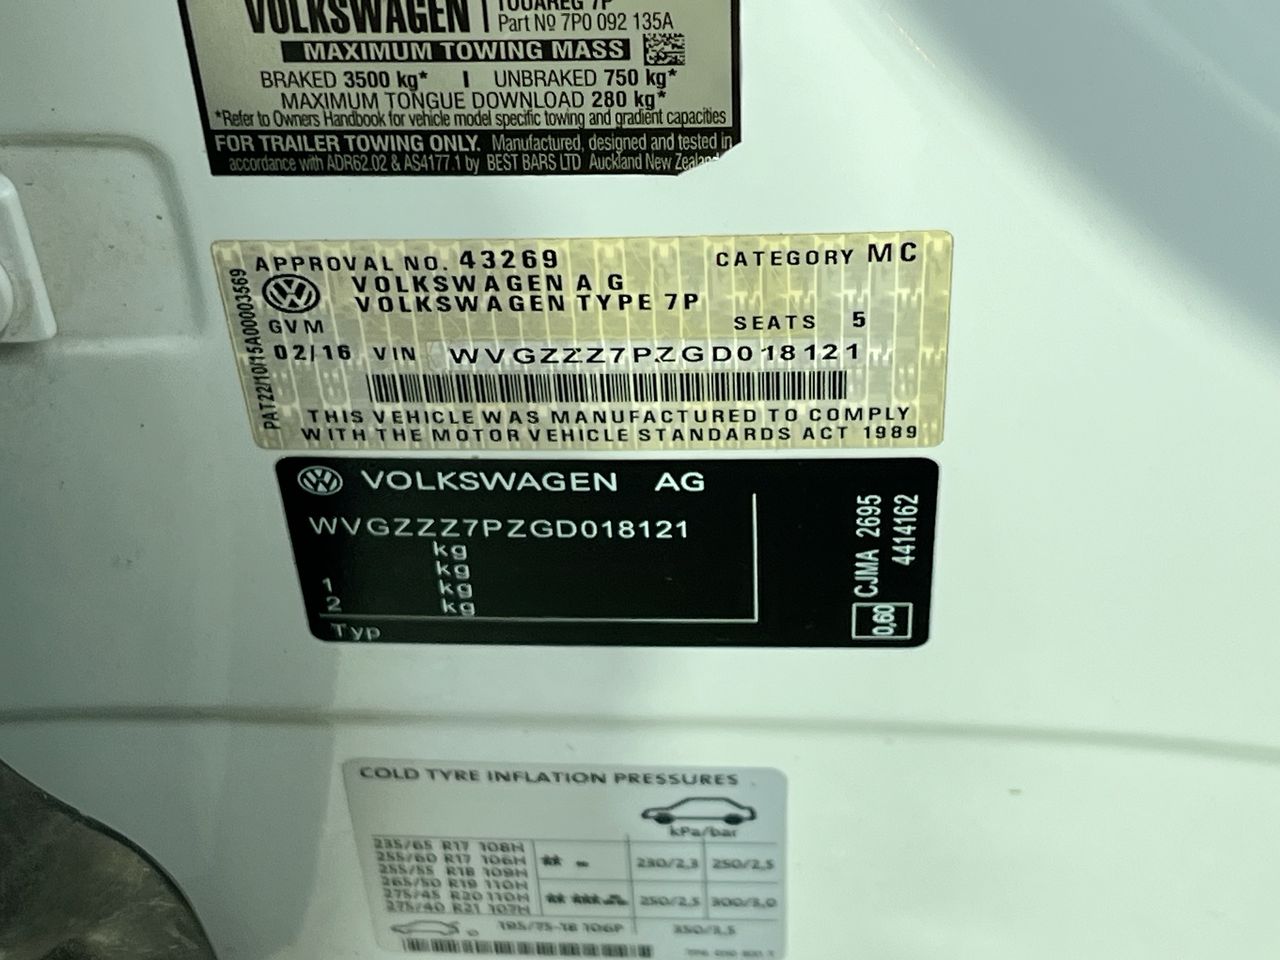 VOLKSWAGEN | TOUAREG 7P
Part Nº 7P0 092 135A
MAXIMUM TOWING MASS
BRAKED 3500 kg* | UNBRAKED 750 kg*
MAXIMUM TONGUE DOWNLOAD 280 kg*
*Refer to Owners Handbook for vehicle model specific towing and gradient capacities
FOR TRAILER TOWING ONLY. Manufactured, designed and tested in
accordance with ADR62.02 & AS4177.1 by BEST BARS LTD Auckland New Zealand
PAT22/10/15A00003569
APPROVAL NO. 43269 CATEGORY MC
VOLKSWAGEN AG
VOLKSWAGEN TYPE 7P
GVM SEATS 5
02/16 VIN WVGZZZ7PZGD018121
THIS VEHICLE WAS MANUFACTURED TO COMPLY
WITH THE MOTOR VEHICLE STANDARDS ACT 1989
VOLKSWAGEN AG
WVGZZZ7PZGD018121
kg
kg
1 kg
2 kg
Typ
CJMA 2695
4414162
0,60
COLD TYRE INFLATION PRESSURES
kPa/bar
235/65 R17 108H
255/60 R17 106H
255/55 R18 109H
265/50 R19 110H
275/45 R20 110H
275/40 R21 107H
230/2,3 250/2,5
250/2,5 300/3,0
195/75-18 106P 350/3,5